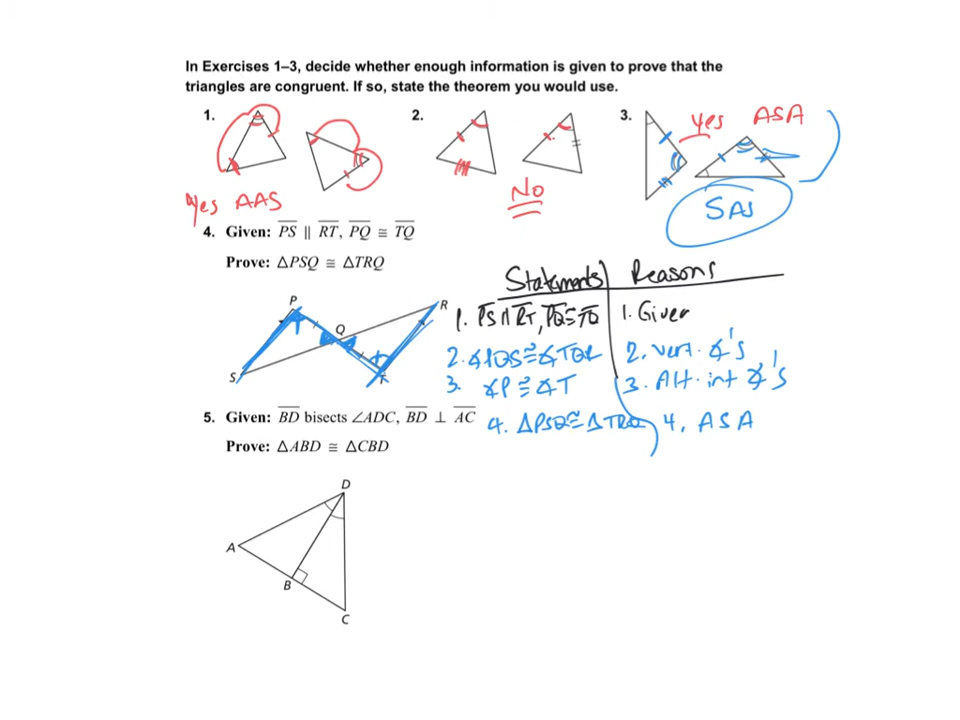 In Exercises 1–3, decide whether enough information is given to prove that the
triangles are congruent. If so, state the theorem you would use.
1.
2.
3.
yes ASA
Yes AAS
No
SAS
4. Given: PS || RT, PQ ≅ TQ
Prove: △PSQ ≅ △TRQ
Statements Reasons
P
Q
R
S
1. PS || RT, PQ ≅ TQ 1. Given
2. ∠PQS ≅ ∠TQR 2. vert. ∠'s
3. ∠P ≅ ∠T 3. Alt. int ∠'s
4. △PSQ ≅ △TRQ 4. ASA
5. Given: BD bisects ∠ADC, BD ⊥ AC
Prove: △ABD ≅ △CBD
D
A
B
C